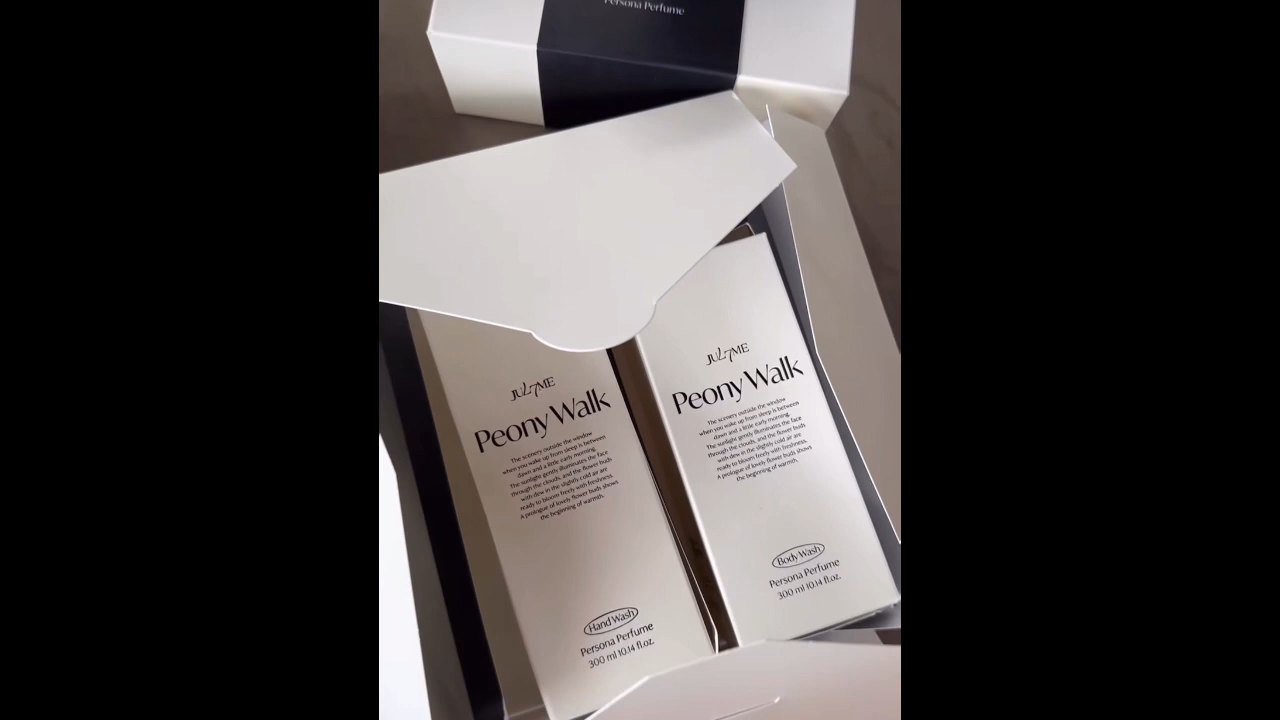 Persona Perfume
JUL7ME
Peony Walk
The scenery outside the window
when you wake up from sleep is between
dawn and a little early morning.
The sunlight gently illuminates the face
through the clouds, and the flower buds
with dew in the slightly cold air are
ready to bloom freely with freshness.
A prologue of lovely flower buds shows
the beginning of warmth.
Hand Wash
Persona Perfume
300 ml 10.14 fl.oz.
JUL7ME
Peony Walk
The scenery outside the window
when you wake up from sleep is between
dawn and a little early morning.
The sunlight gently illuminates the face
through the clouds, and the flower buds
with dew in the slightly cold air are
ready to bloom freely with freshness.
A prologue of lovely flower buds shows
the beginning of warmth.
Body Wash
Persona Perfume
300 ml 10.14 fl.oz.